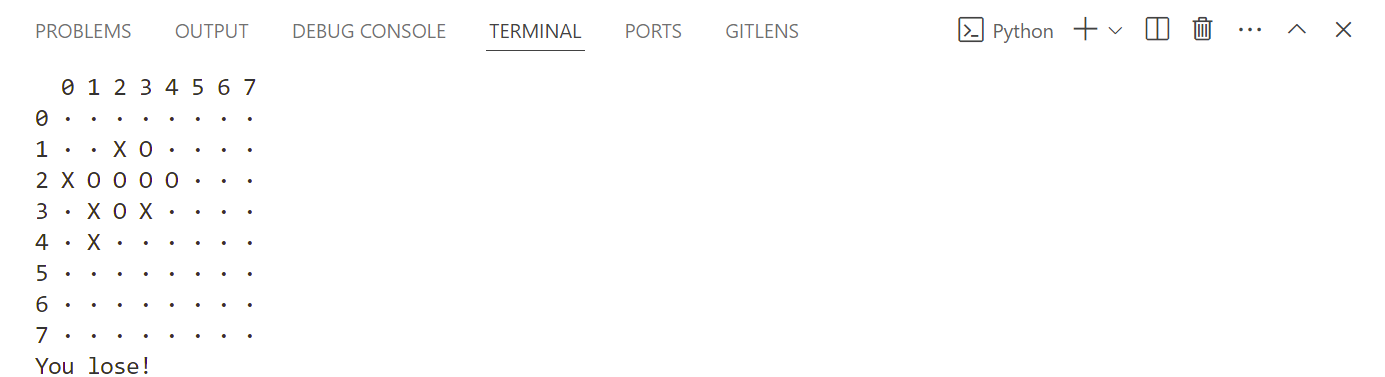 PROBLEMS OUTPUT DEBUG CONSOLE TERMINAL PORTS GITLENS Python
0 1 2 3 4 5 6 7
0 · · · · · · · ·
1 · · X O · · · ·
2 X O O O O · · ·
3 · X O X · · · ·
4 · X · · · · · ·
5 · · · · · · · ·
6 · · · · · · · ·
7 · · · · · · · ·
You lose!